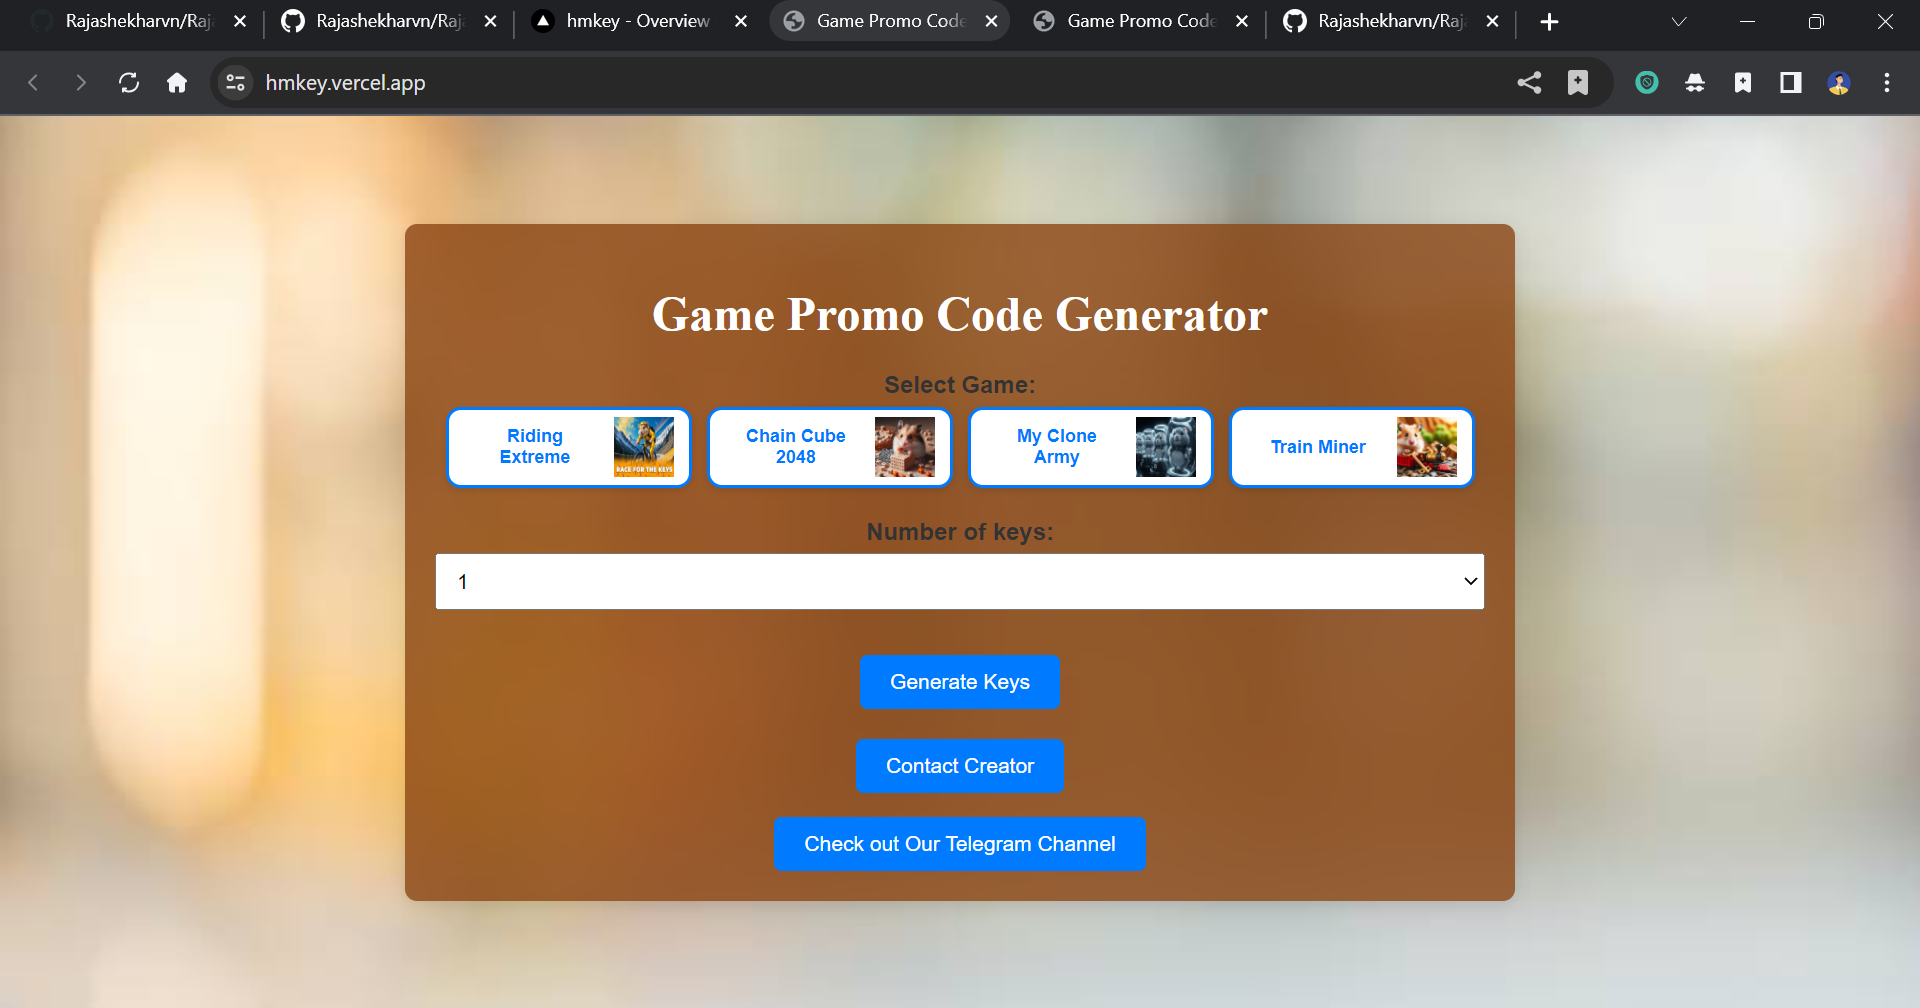 Rajashekharvn/Raj
Rajashekharvn/Raj
hmkey - Overview
Game Promo Code
Game Promo Code
Rajashekharvn/Raj
hmkey.vercel.app
Game Promo Code Generator
Select Game:
Riding
Extreme
RACE FOR THE KEYS
Chain Cube
2048
My Clone
Army
Train Miner
Number of keys:
1
Generate Keys
Contact Creator
Check out Our Telegram Channel